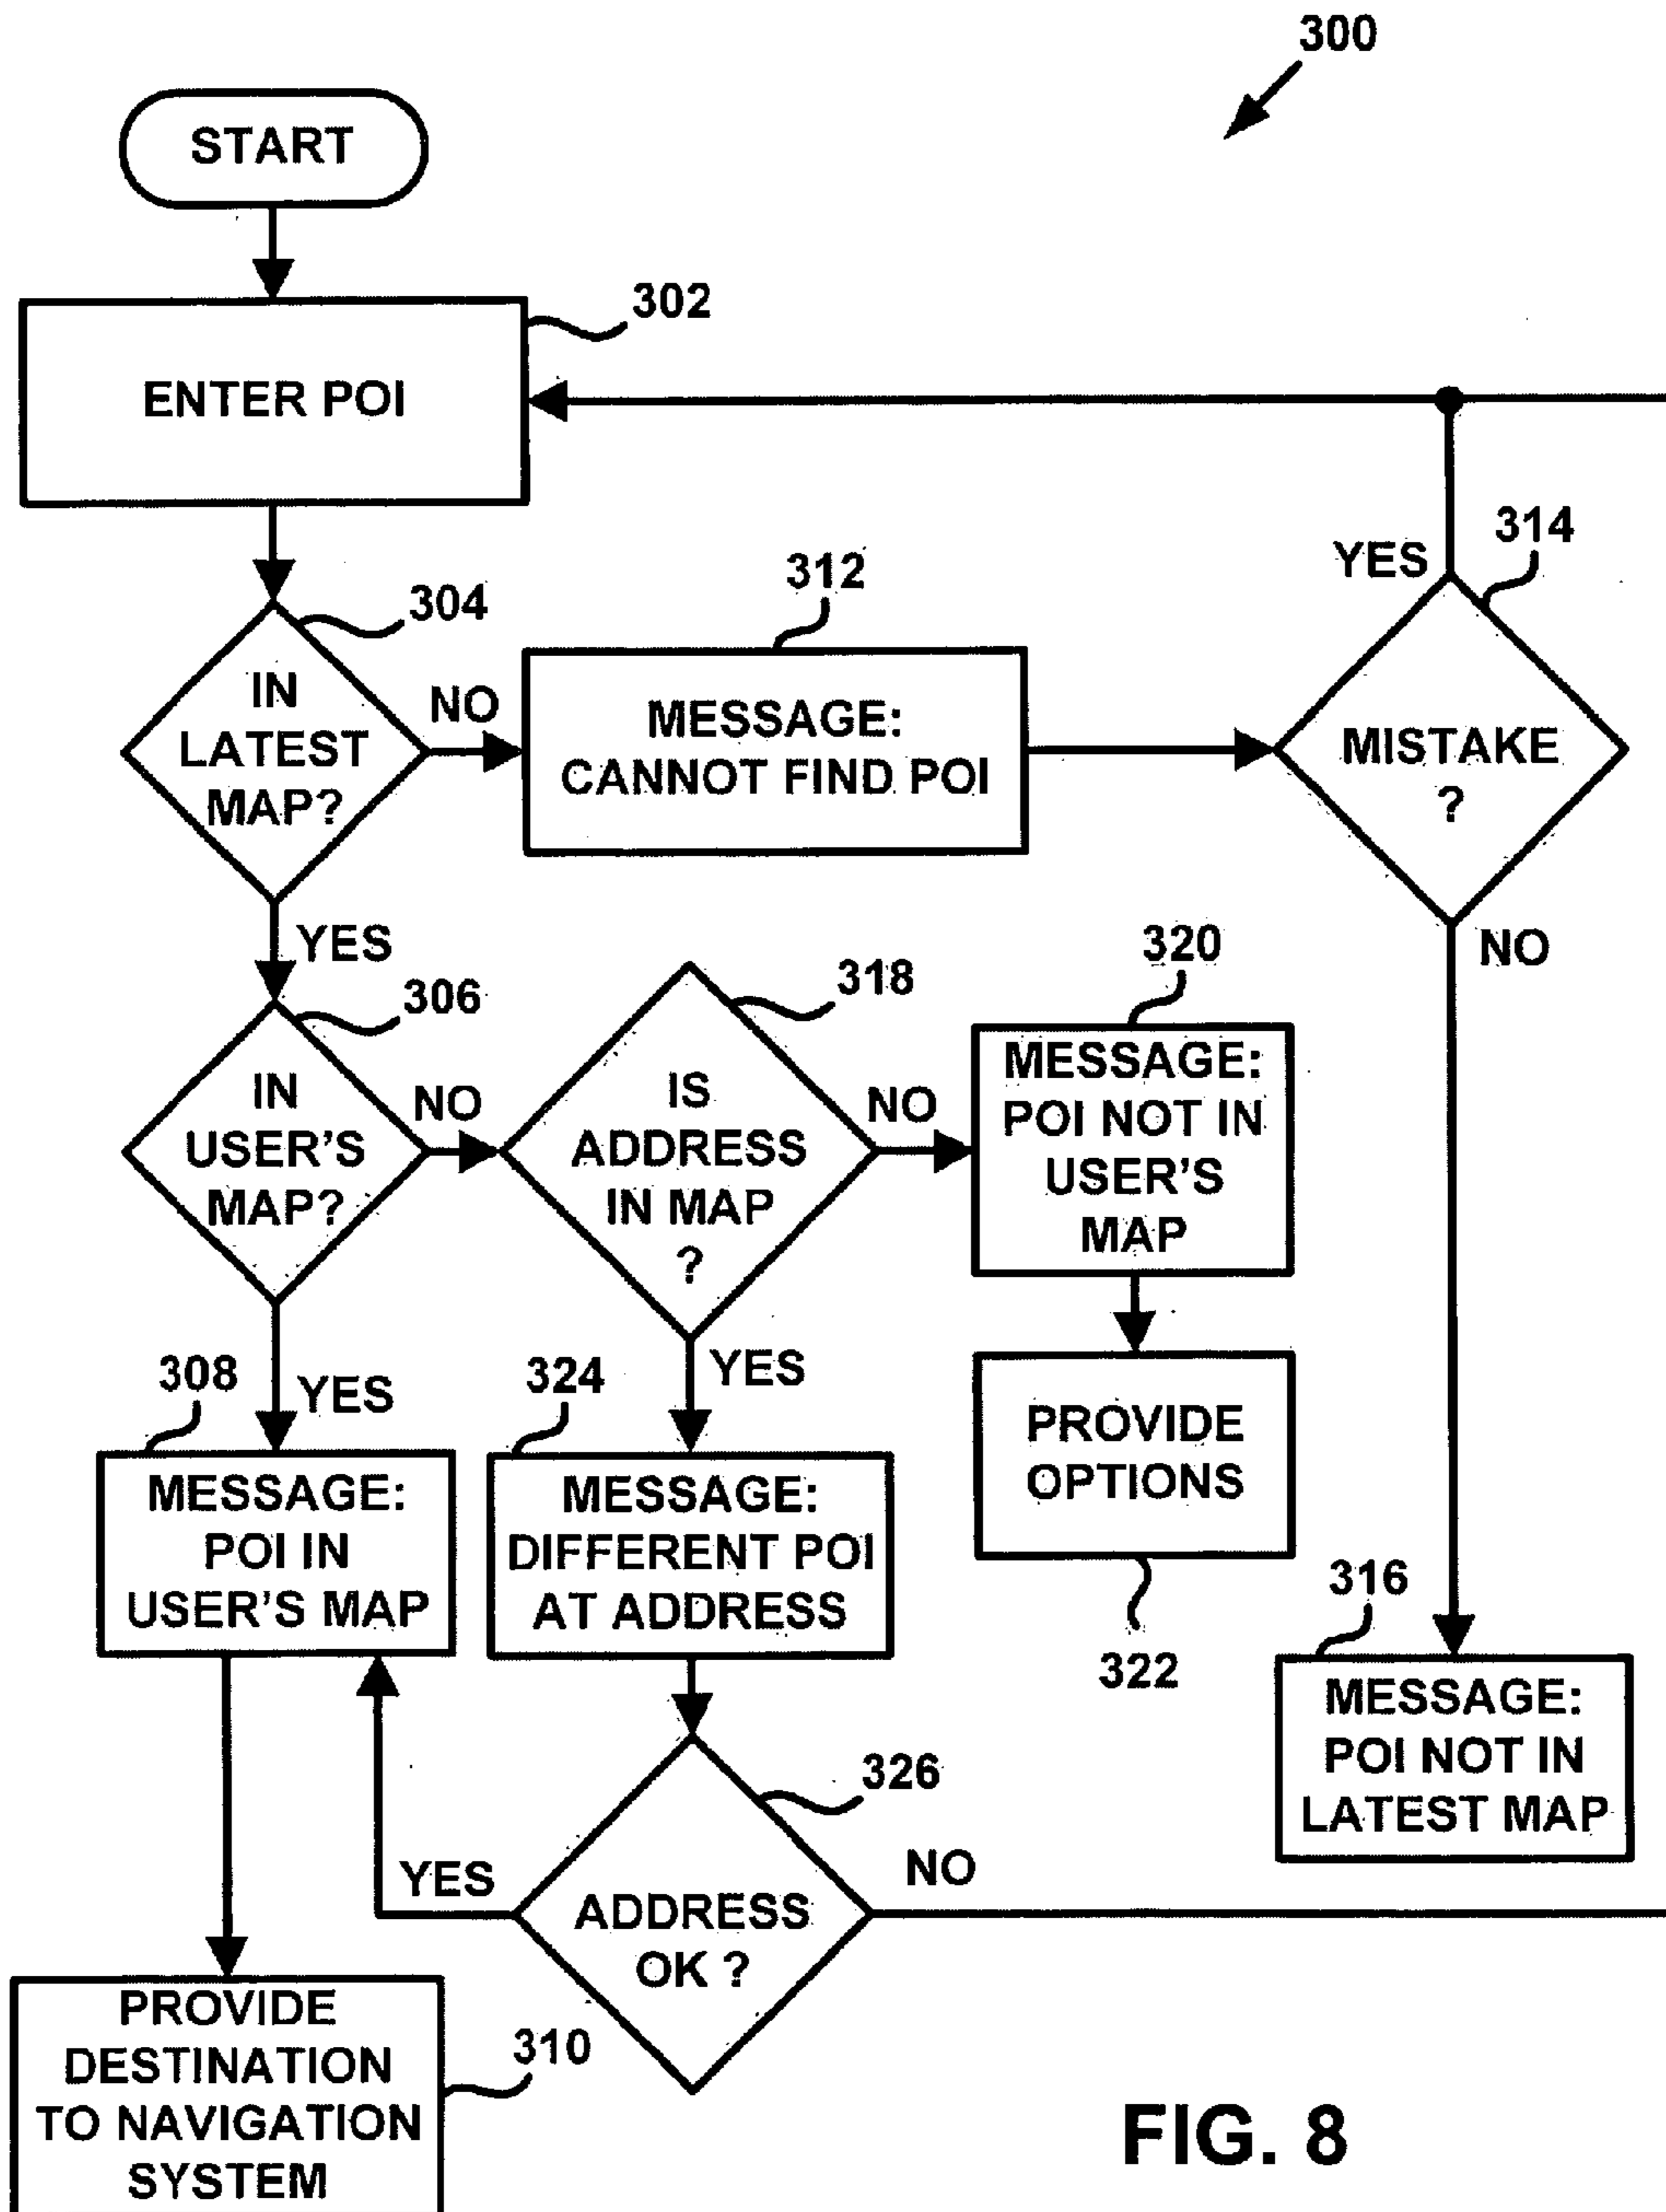 300
START
302
ENTER POI
304
IN
LATEST
MAP?
NO
312
MESSAGE:
CANNOT FIND POI
YES
314
MISTAKE
?
NO
YES
306
IN
USER'S
MAP?
NO
318
IS
ADDRESS
IN MAP
?
NO
320
MESSAGE:
POI NOT IN
USER'S
MAP
PROVIDE
OPTIONS
322
YES
308
MESSAGE:
POI IN
USER'S MAP
YES
324
MESSAGE:
DIFFERENT POI
AT ADDRESS
316
MESSAGE:
POI NOT IN
LATEST MAP
326
YES
ADDRESS
OK ?
NO
PROVIDE
DESTINATION
TO NAVIGATION
SYSTEM
310
FIG. 8